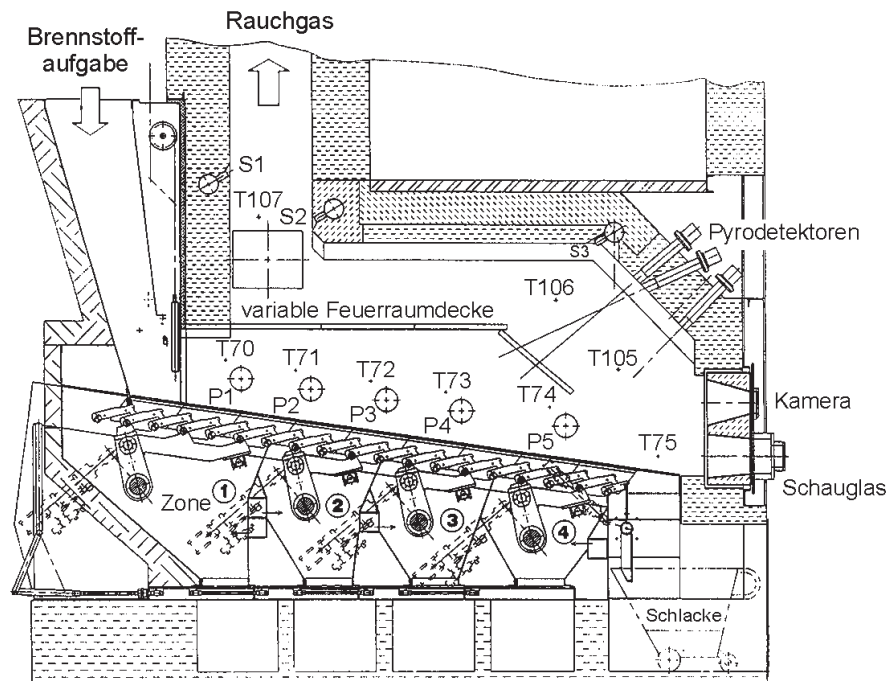 Rauchgas
Brennstoff-
aufgabe
S1
T107
S2
S3
Pyrodetektoren
T106
variable Feuerraumdecke
T70
T71
T72
T73
T74
T105
P1
P2
P3
P4
P5
T75
Kamera
Schauglas
Zone
1
2
3
4
Schlacke